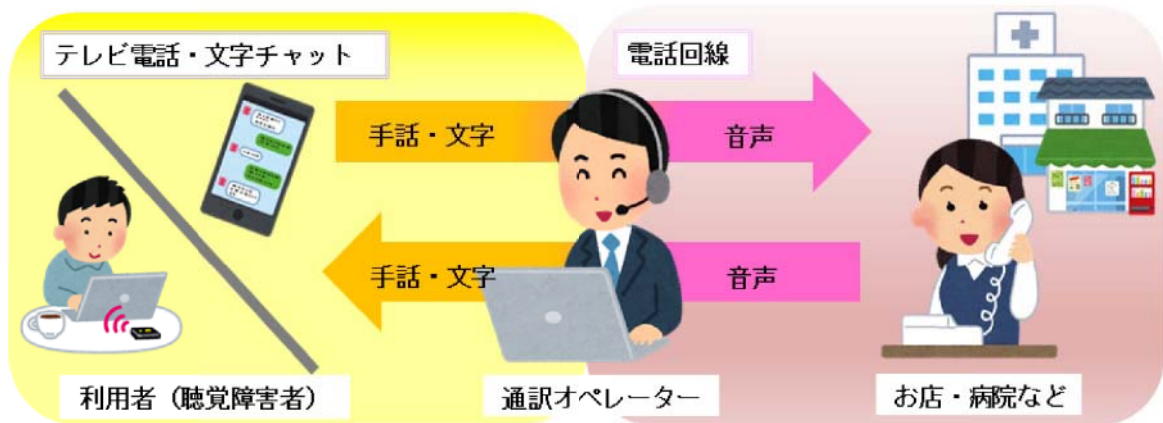 テレビ電話・文字チャット
電話回線
手話・文字
音声
手話・文字
音声
利用者（聴覚障害者）
通訳オペレーター
お店・病院など